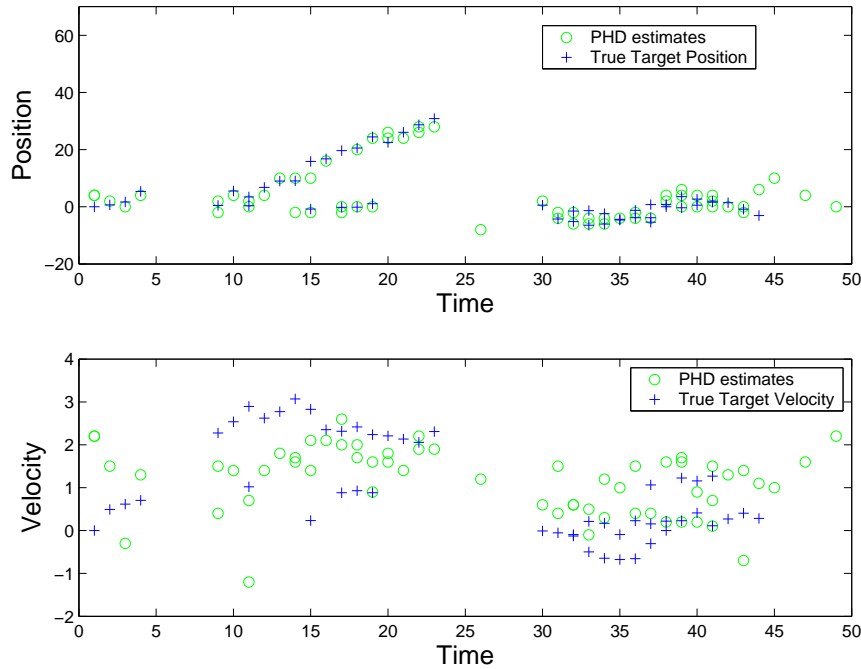 60
40
20
0
−20
Position
PHD estimates
True Target Position
0 5 10 15 20 25 30 35 40 45 50
Time
4
3
2
1
0
−1
−2
Velocity
PHD estimates
True Target Velocity
0 5 10 15 20 25 30 35 40 45 50
Time